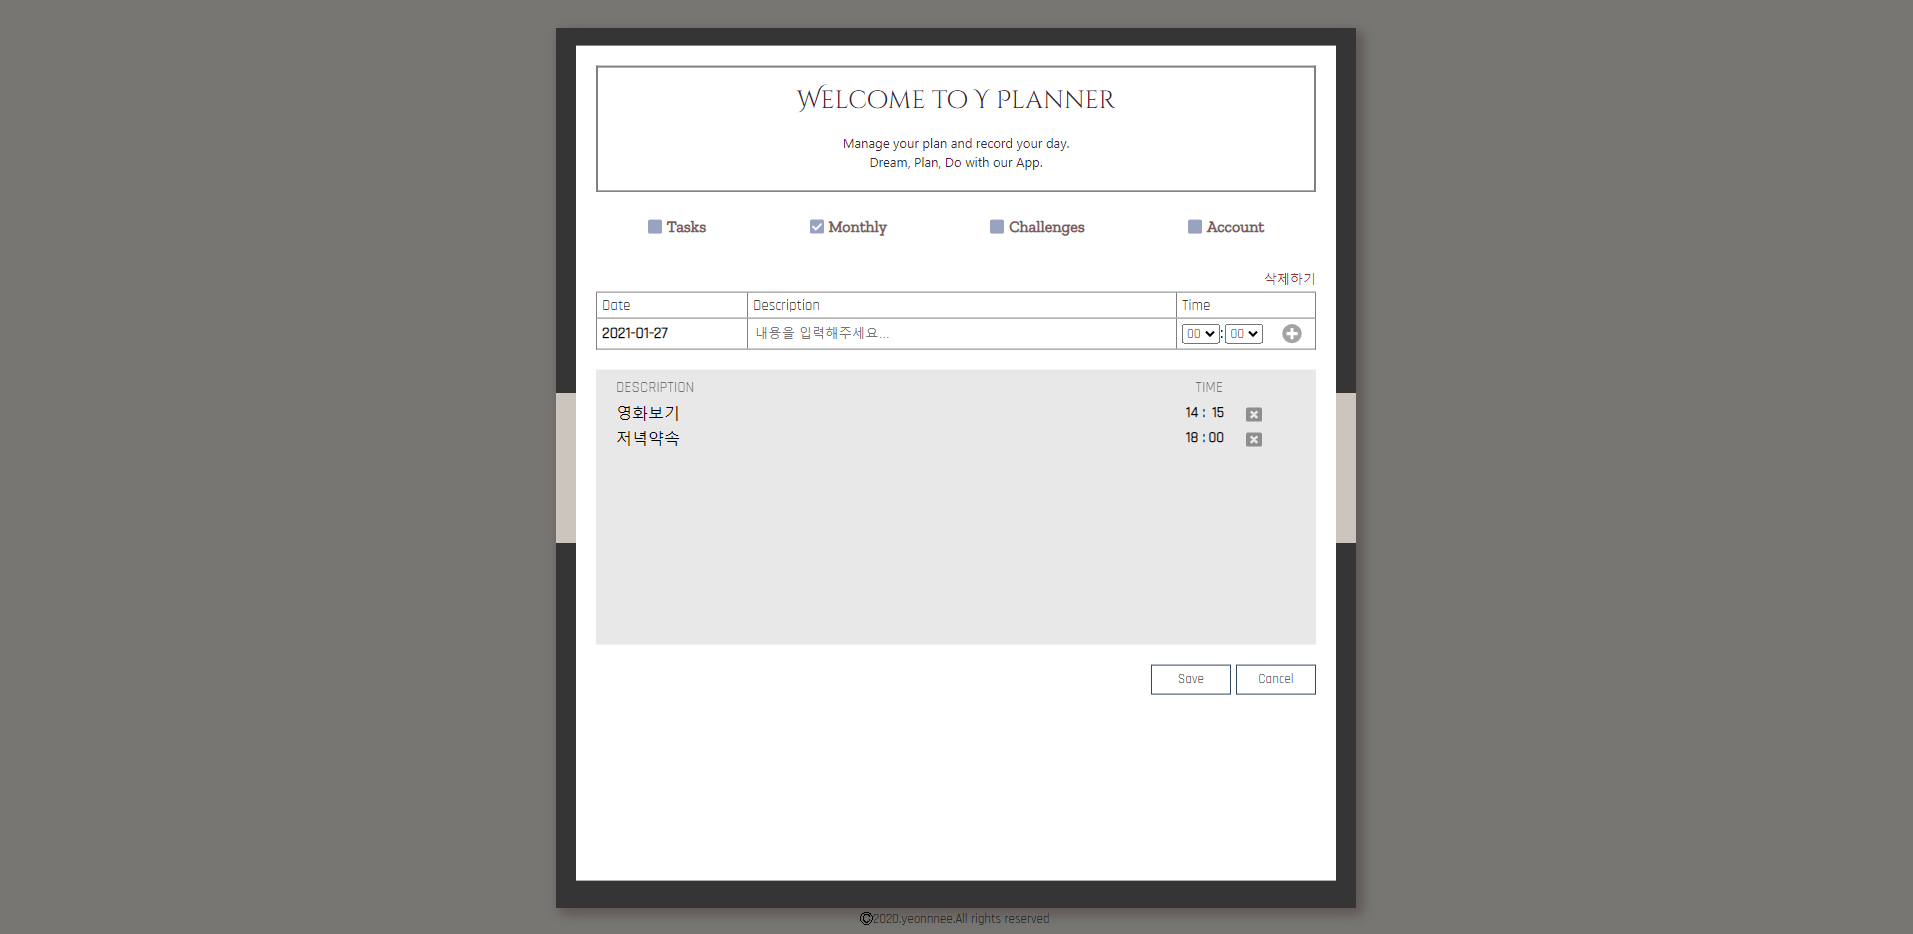 Welcome to Y Planner
Manage your plan and record your day.
Dream, Plan, Do with our App.
Tasks Monthly Challenges Account
삭제하기
Date Description Time
2021-01-27 내용을 입력해주세요... 00 : 00
DESCRIPTION TIME
영화보기 14 : 15
저녁약속 18 : 00
Save Cancel
©2020.yeonnnee.All rights reserved